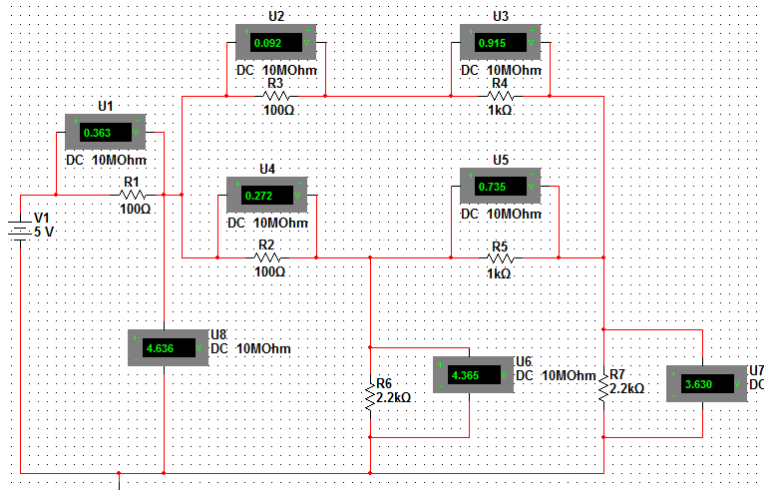 U2
+ -
0.092 V
DC 10MOhm
R3
100Ω
U3
+ -
0.915 V
DC 10MOhm
R4
1kΩ
U1
+ -
0.363 V
DC 10MOhm
R1
100Ω
V1
5 V
U4
+ -
0.272 V
DC 10MOhm
R2
100Ω
U5
+ -
0.735 V
DC 10MOhm
R5
1kΩ
U8
+
4.636 V
-
DC 10MOhm
U6
+
4.365 V
-
DC 10MOhm
R6
2.2kΩ
R7
2.2kΩ
U7
+
3.630 V
-
DC